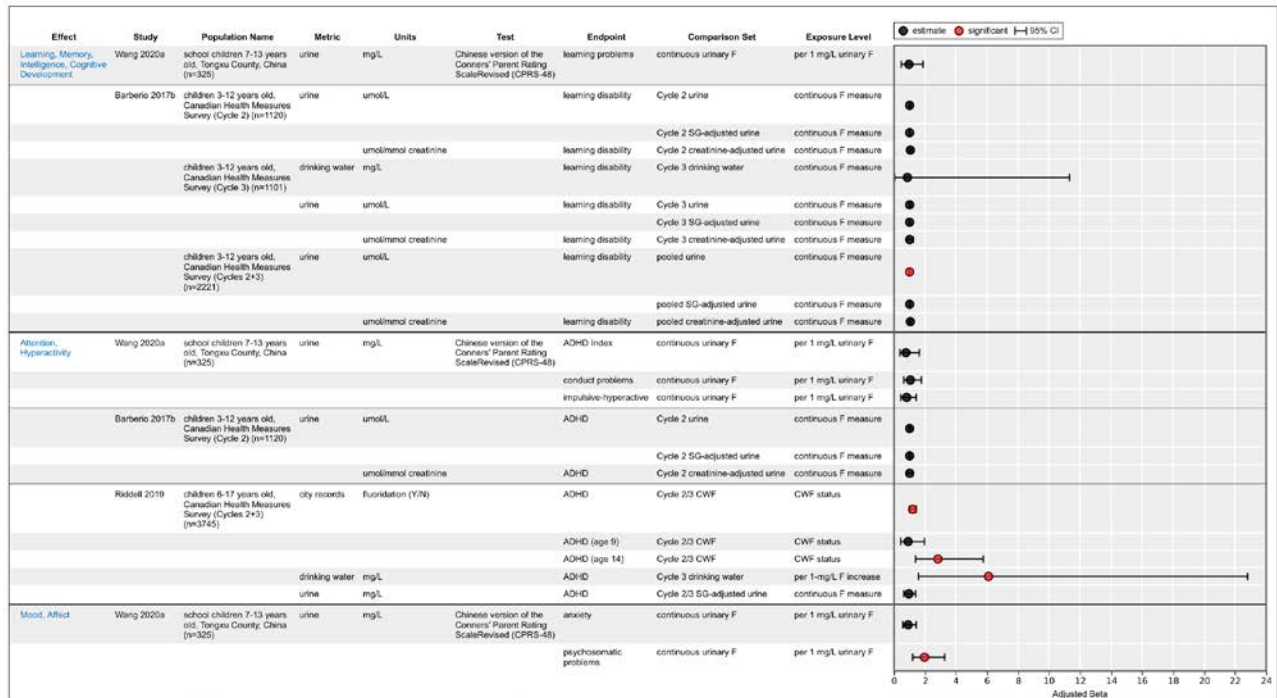 Effect Study Population Name Metric Units Test Endpoint Comparison Set Exposure Level
estimate significant 95% CI
Learning, Memory, Wang 2020a school children 7-13 years urine mg/L Chinese version of the learning problems continuous urinary F per 1 mg/L urinary F
Intelligence, Cognitive old, Tongxu County, China Conners' Parent Rating
Development (n=325) ScaleRevised (CPRS-48)
Barberio 2017b children 3-12 years old, urine umol/L learning disability Cycle 2 urine continuous F measure
Canadian Health Measures
Survey (Cycle 2) (n=1120)
Cycle 2 SG-adjusted urine continuous F measure
umol/mmol creatinine learning disability Cycle 2 creatinine-adjusted urine continuous F measure
children 3-12 years old, drinking water mg/L learning disability Cycle 3 drinking water continuous F measure
Canadian Health Measures
Survey (Cycle 3) (n=1101)
urine umol/L learning disability Cycle 3 urine continuous F measure
Cycle 3 SG-adjusted urine continuous F measure
umol/mmol creatinine learning disability Cycle 3 creatinine-adjusted urine continuous F measure
children 3-12 years old, urine umol/L learning disability pooled urine continuous F measure
Canadian Health Measures
Survey (Cycles 2+3)
(n=2221)
pooled SG-adjusted urine continuous F measure
umol/mmol creatinine learning disability pooled creatinine-adjusted urine continuous F measure
Attention, Wang 2020a school children 7-13 years urine mg/L Chinese version of the ADHD Index continuous urinary F per 1 mg/L urinary F
Hyperactivity old, Tongxu County, China Conners' Parent Rating
(n=325) ScaleRevised (CPRS-48)
conduct problems continuous urinary F per 1 mg/L urinary F
impulsive-hyperactive continuous urinary F per 1 mg/L urinary F
Barberio 2017b children 3-12 years old, urine umol/L ADHD Cycle 2 urine continuous F measure
Canadian Health Measures
Survey (Cycle 2) (n=1120)
Cycle 2 SG-adjusted urine continuous F measure
umol/mmol creatinine ADHD Cycle 2 creatinine-adjusted urine continuous F measure
Riddell 2019 children 6-17 years old, city records fluoridation (Y/N) ADHD Cycle 2/3 CWF CWF status
Canadian Health Measures
Survey (Cycles 2+3)
(n=3745)
ADHD (age 9) Cycle 2/3 CWF CWF status
ADHD (age 14) Cycle 2/3 CWF CWF status
drinking water mg/L ADHD Cycle 3 drinking water per 1-mg/L F increase
urine mg/L ADHD Cycle 2/3 SG-adjusted urine continuous F measure
Mood, Affect Wang 2020a school children 7-13 years urine mg/L Chinese version of the anxiety continuous urinary F per 1 mg/L urinary F
old, Tongxu County, China Conners' Parent Rating
(n=325) ScaleRevised (CPRS-48)
psychosomatic continuous urinary F per 1 mg/L urinary F
problems
0 2 4 6 8 10 12 14 16 18 20 22 24
Adjusted Beta